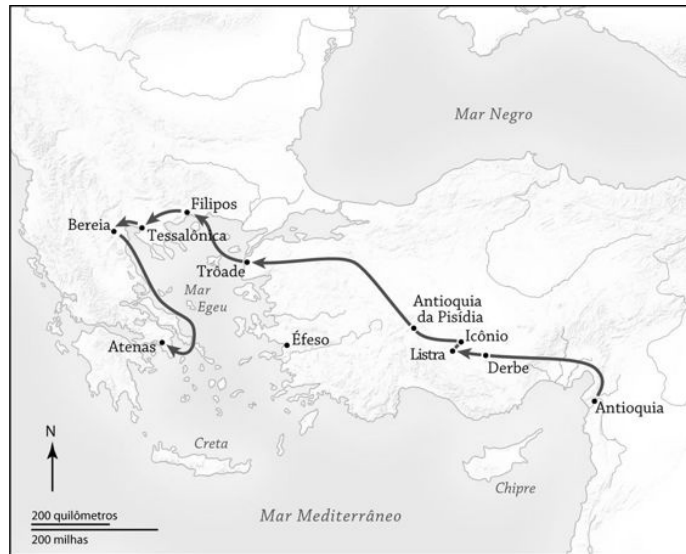 Mar Negro
Filipos
Bereia
Tessalônica
Trôade
Mar
Egeu
Antioquia
da Pisídia
Icônio
Éfeso
Atenas
Listra
Derbe
Antioquia
N
Creta
Chipre
200 quilômetros
200 milhas
Mar Mediterrâneo